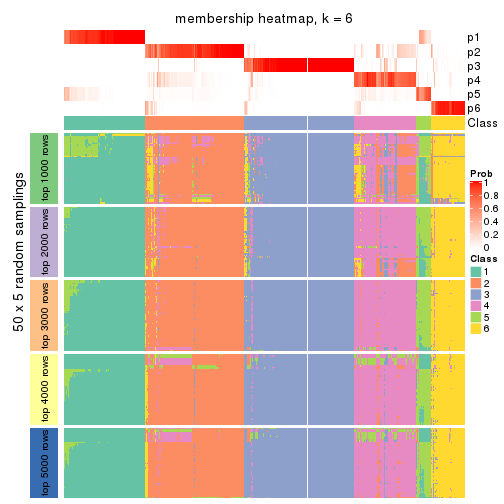 membership heatmap, k = 6
p1
p2
p3
p4
p5
p6
Class
50 x 5 random samplings
top 1000 rows
top 2000 rows
top 3000 rows
top 4000 rows
top 5000 rows
Prob
1
0.8
0.6
0.4
0.2
0
Class
1
2
3
4
5
6